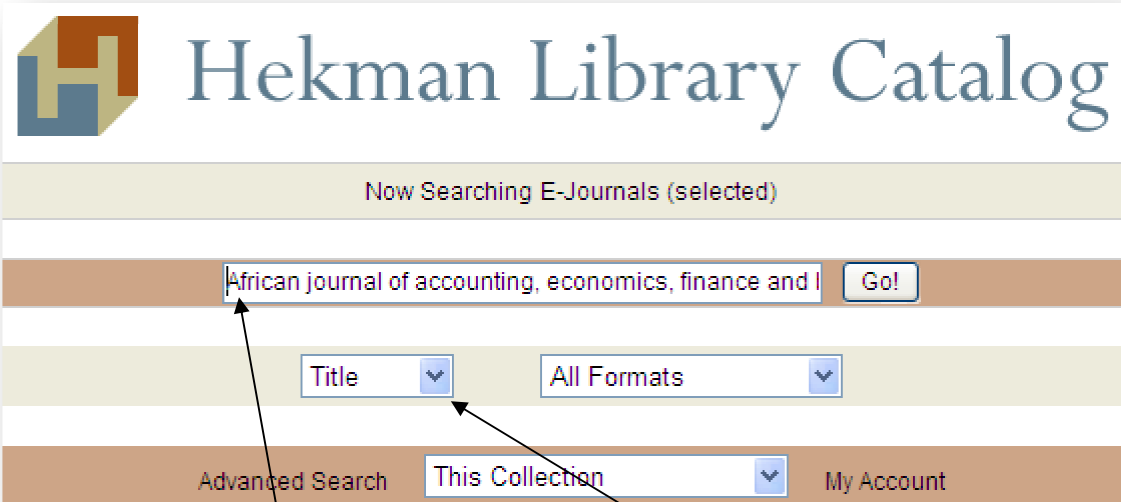 Hekman Library Catalog
Now Searching E-Journals (selected)
African journal of accounting, economics, finance and Go!
Title All Formats
Advanced Search This Collection My Account